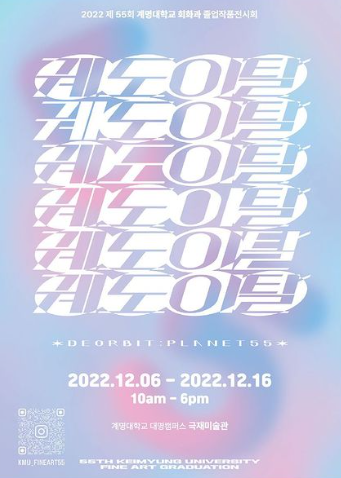 2022 제 55회 계명대학교 회화과 졸업작품전시회
궤도이탈
궤도이탈
궤도이탈
궤도이탈
궤도이탈
궤도이탈
*DEORBIT:PLANET55*
2022.12.06 – 2022.12.16
10am – 6pm
계명대학교 대명캠퍼스 극재미술관
KMU_FINEART55
55TH KEIMYUNG UNIVERSITY
FINE ART GRADUATION